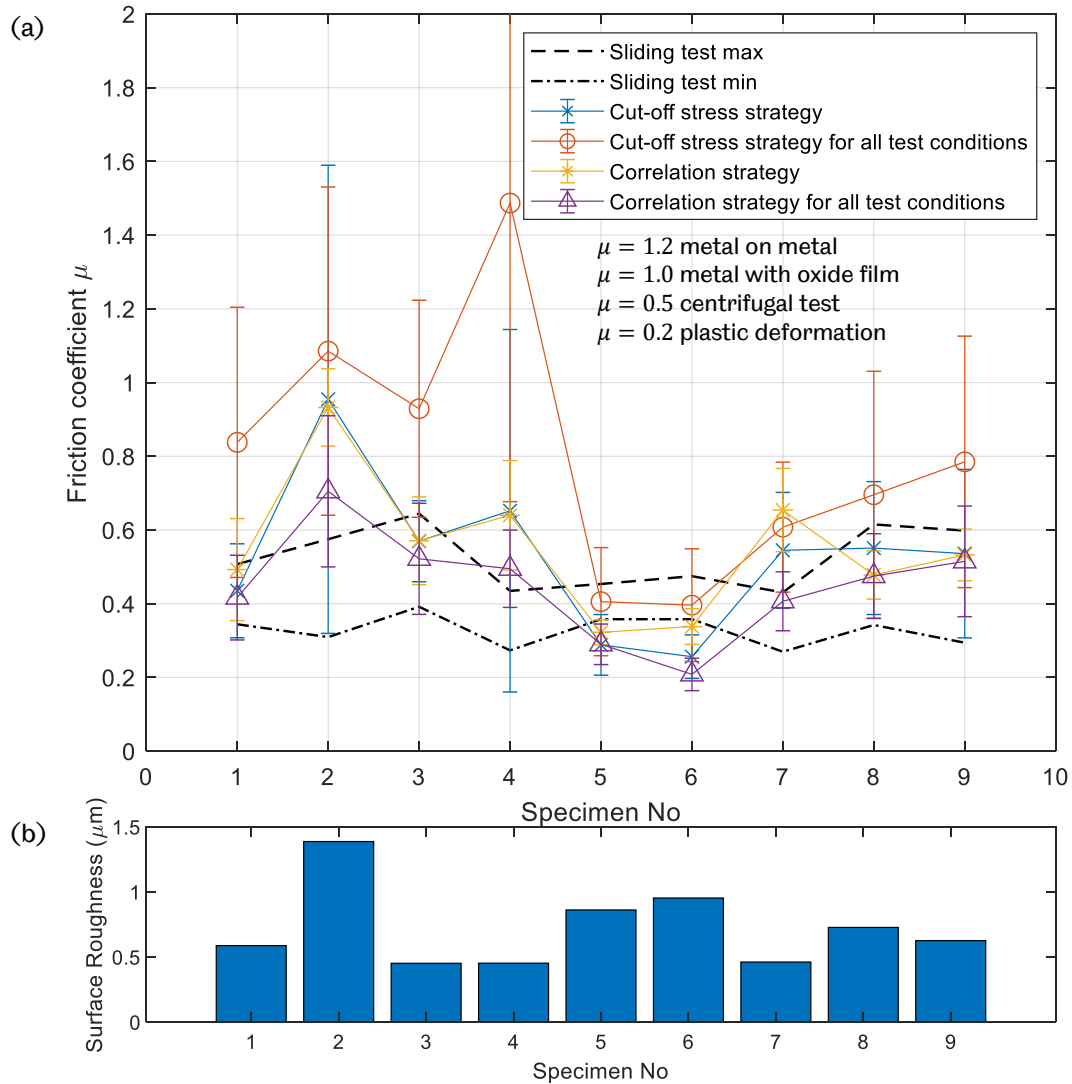 (a)
2
1.8
1.6
1.4
1.2
1
0.8
0.6
0.4
0.2
0
Friction coefficient μ
Sliding test max
Sliding test min
Cut-off stress strategy
Cut-off stress strategy for all test conditions
Correlation strategy
Correlation strategy for all test conditions
μ = 1.2 metal on metal
μ = 1.0 metal with oxide film
μ = 0.5 centrifugal test
μ = 0.2 plastic deformation
0 1 2 3 4 5 6 7 8 9 10
Specimen No
(b)
1.5
1
0.5
0
Surface Roughness (μm)
1 2 3 4 5 6 7 8 9
Specimen No